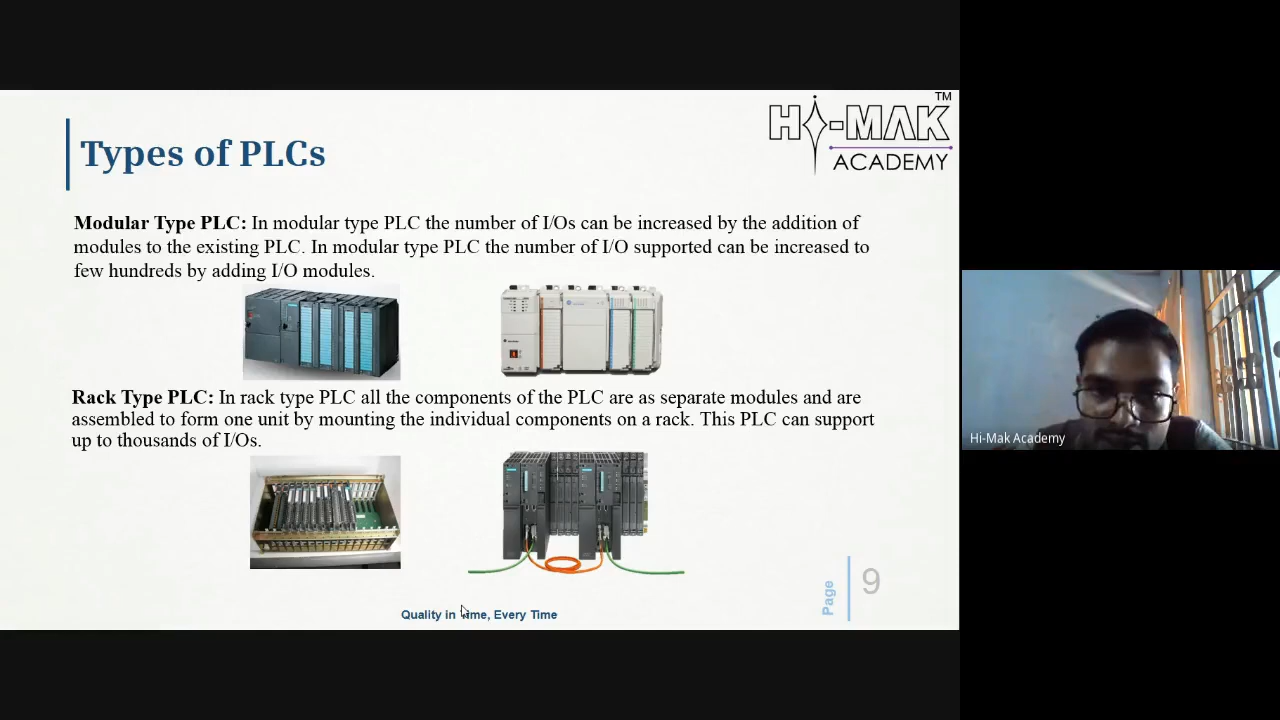 HI-MAK
TM
ACADEMY
Types of PLCs
Modular Type PLC: In modular type PLC the number of I/Os can be increased by the addition of
modules to the existing PLC. In modular type PLC the number of I/O supported can be increased to
few hundreds by adding I/O modules.
Rack Type PLC: In rack type PLC all the components of the PLC are as separate modules and are
assembled to form one unit by mounting the individual components on a rack. This PLC can support
up to thousands of I/Os.
Hi-Mak Academy
Page
9
Quality in Time, Every Time